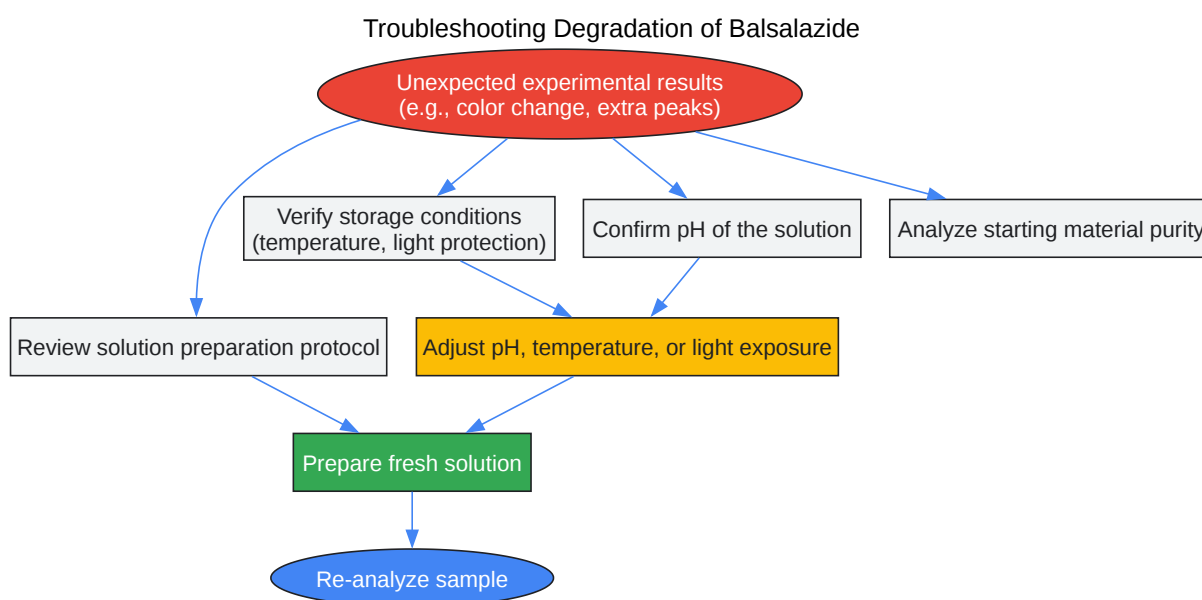 Troubleshooting Degradation of Balsalazide
Unexpected experimental results
(e.g., color change, extra peaks)
Verify storage conditions
(temperature, light protection)
Confirm pH of the solution
Analyze starting material purity
Review solution preparation protocol
Adjust pH, temperature, or light exposure
Prepare fresh solution
Re-analyze sample